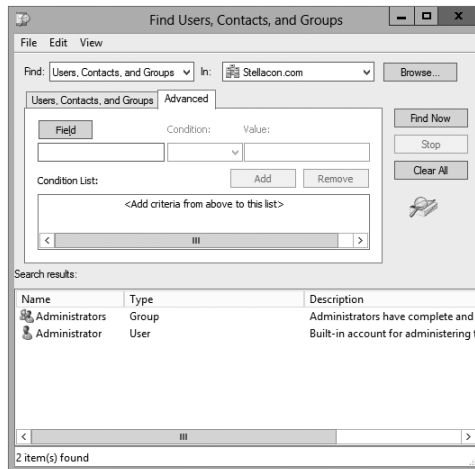 Find Users, Contacts, and Groups
File Edit View
Find: Users, Contacts, and Groups In: Stellacon.com Browse...
Users, Contacts, and Groups Advanced
Find Now
Field Condition: Value:
Stop
Clear All
Condition List: Add Remove
<Add criteria from above to this list>
Search results:
Name Type Description
Administrators Group Administrators have complete and
Administrator User Built-in account for administering
2 item(s) found